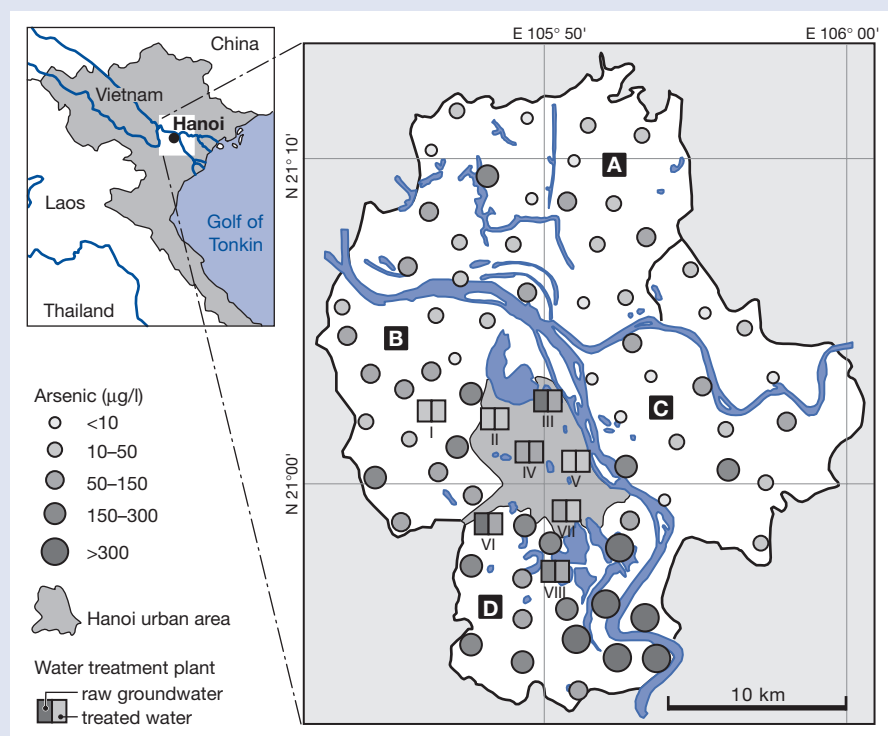 China
Vietnam
Hanoi
Laos
Golf of
Tonkin
Thailand
Arsenic (µg/l)
<10
10–50
50–150
150–300
>300
Hanoi urban area
Water treatment plant
raw groundwater
treated water
E 105° 50'
E 106° 00'
N 21° 10'
N 21° 00'
A
B
C
D
I
II
III
IV
V
VI
VII
VIII
10 km